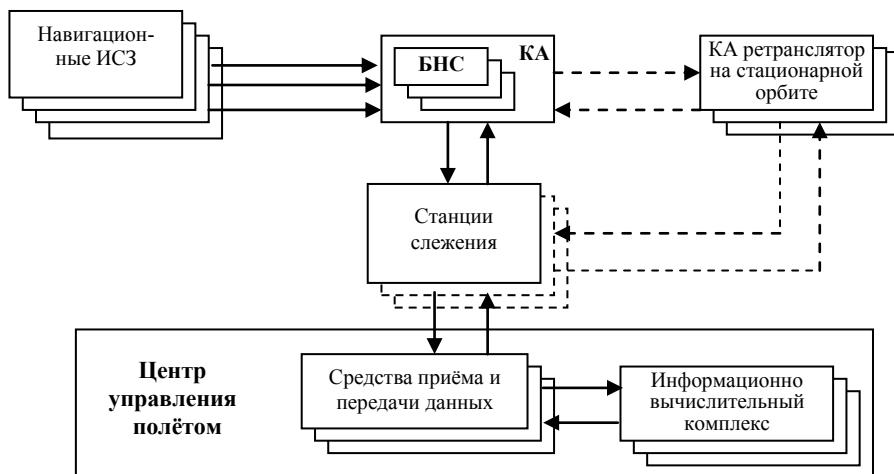 Навигацион-
ные ИСЗ
КА
БНС
КА ретранслятор
на стационарной
орбите
Станции
слежения
Центр
управления
полётом
Средства приёма и
передачи данных
Информационно
вычислительный
комплекс